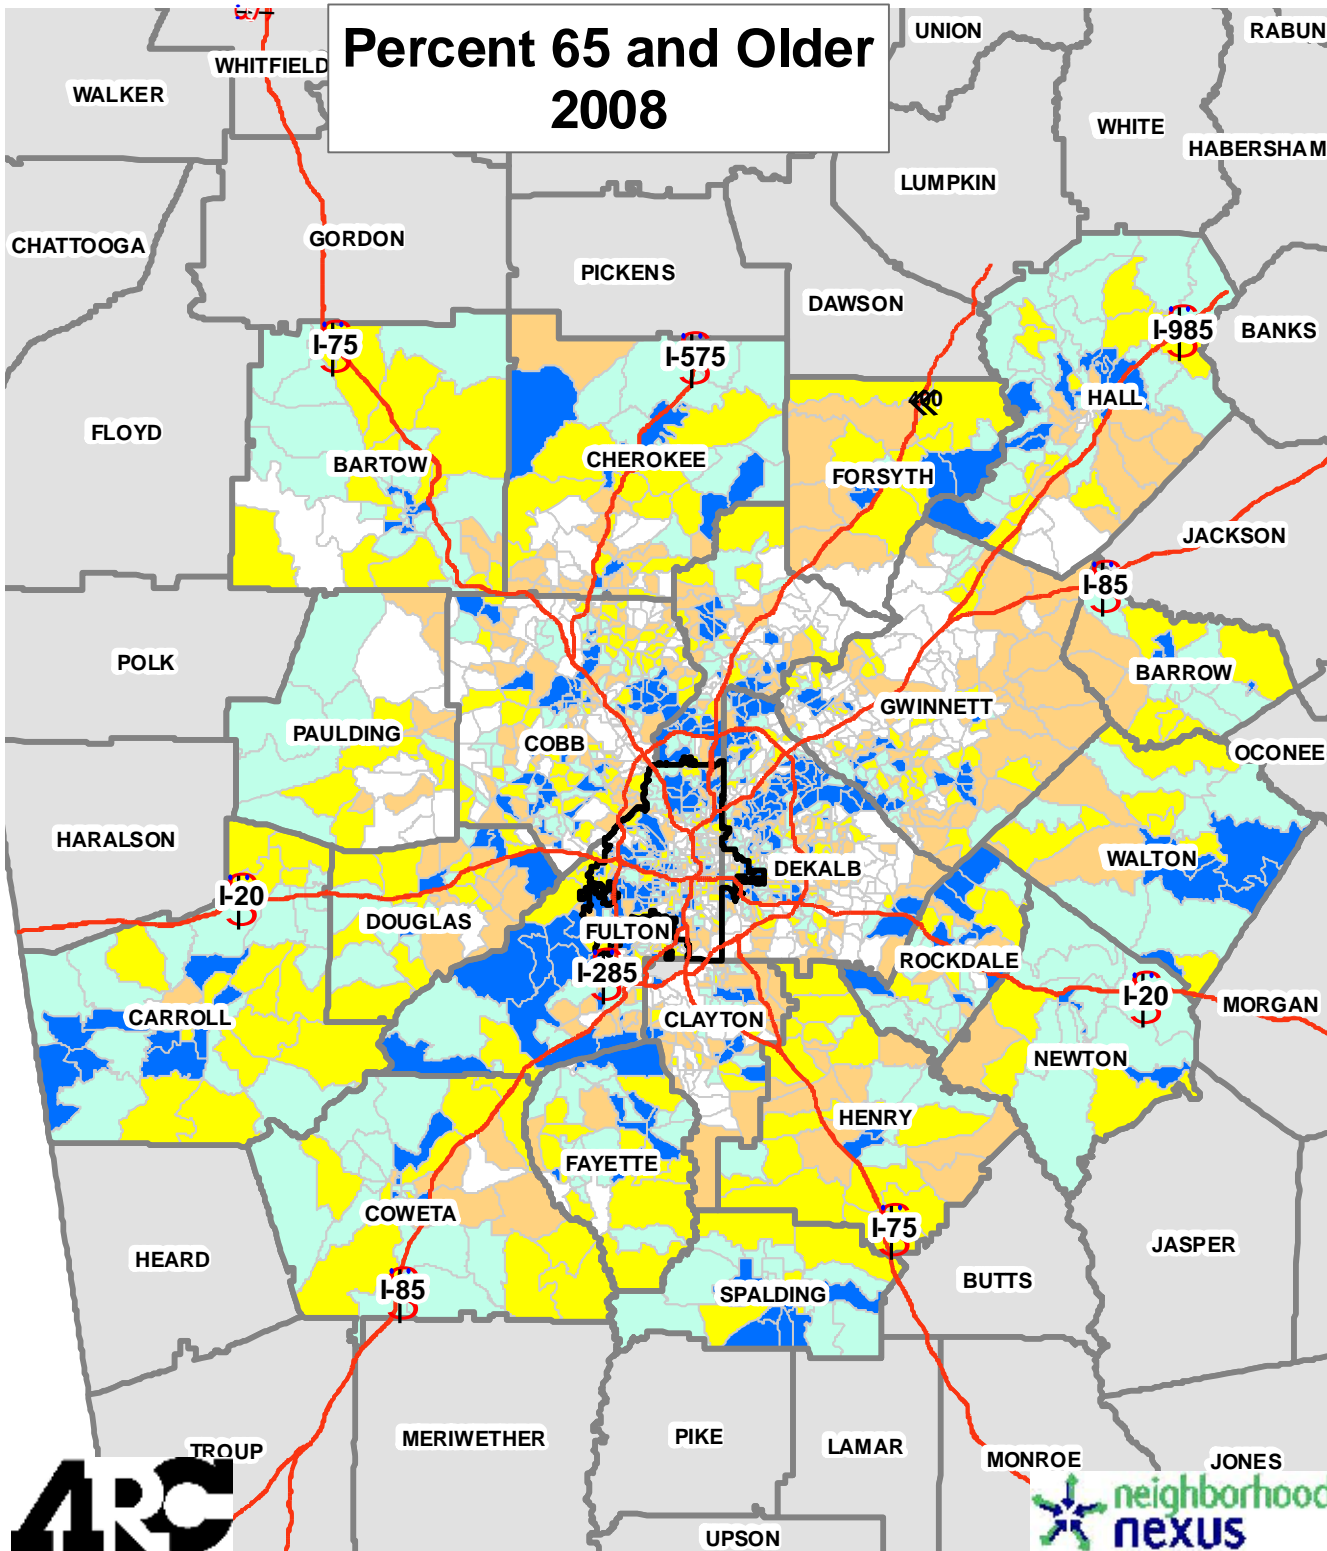 Percent 65 and Older
2008
UNION
RABUN
WHITFIELD
WALKER
WHITE
HABERSHAM
LUMPKIN
CHATTOOGA
GORDON
PICKENS
DAWSON
I-75
I-575
I-985
BANKS
400
HALL
FLOYD
BARTOW
CHEROKEE
FORSYTH
JACKSON
I-85
POLK
BARROW
GWINNETT
PAULDING
COBB
OCONEE
HARALSON
WALTON
DEKALB
I-20
DOUGLAS
FULTON
ROCKDALE
I-285
I-20
MORGAN
CARROLL
CLAYTON
NEWTON
HENRY
FAYETTE
COWETA
I-75
JASPER
HEARD
BUTTS
I-85
SPALDING
TROUP
MERIWETHER
PIKE
LAMAR
MONROE
JONES
ARC
neighborhood
nexus
UPSON